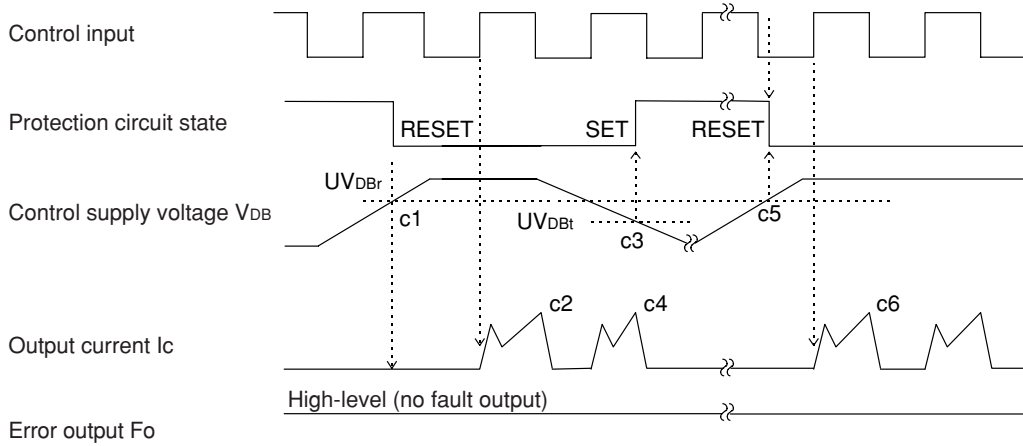 Control input
Protection circuit state
RESET
SET
RESET
UVDBr
Control supply voltage VDB
c1
UVDBt
c3
c5
c2
c4
c6
Output current Ic
High-level (no fault output)
Error output Fo